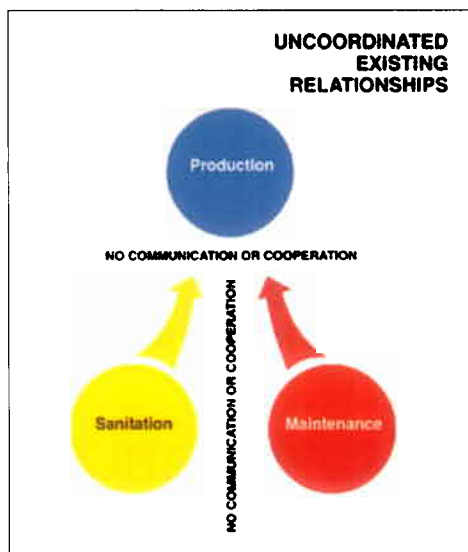 UNCOORDINATED
EXISTING
RELATIONSHIPS
Production
NO COMMUNICATION OR COOPERATION
NO COMMUNICATION OR COOPERATION
Sanitation
Maintenance